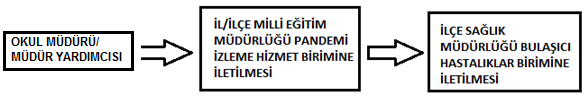 OKUL MÜDÜRÜ/
MÜDÜR YARDIMCISI
İL/İLÇE MİLLİ EĞİTİM
MÜDÜRLÜĞÜ PANDEMİ
İZLEME HİZMET BİRİMİNE
İLETİLMESİ
İLÇE SAĞLIK
MÜDÜRLÜĞÜ BULAŞICI
HASTALIKLAR BİRİMİNE
İLETİLMESİ